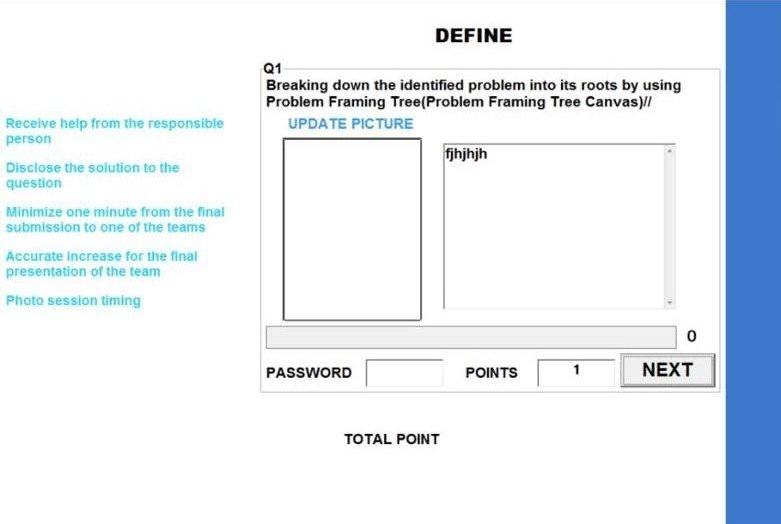 DEFINE
Receive help from the responsible
person
Disclose the solution to the
question
Minimize one minute from the final
submission to one of the teams
Accurate increase for the final
presentation of the team
Photo session timing
Q1
Breaking down the identified problem into its roots by using
Problem Framing Tree(Problem Framing Tree Canvas)//
UPDATE PICTURE
fjhjhjh
0
PASSWORD
POINTS
1
NEXT
TOTAL POINT